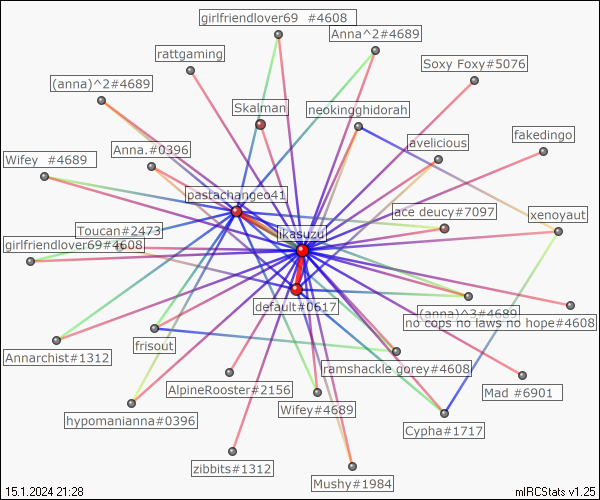 girlfriendlover69 #4608
Anna^2#4689
rattgaming
Soxy Foxy#5076
(anna)^2#4689
Skalman
neokingghidorah
fakedingo
avelicious
Anna.#0396
Wifey #4689
pastachangeo41
ace deucy#7097
xenoyaut
Toucan#2473
ikasuzu
girlfriendlover69#4608
default#0617
(anna)^3#4689
no cops no laws no hope#4608
frisout
Annarchist#1312
ramshackle gorey#4608
AlpineRooster#2156
Mad #6901
Wifey#4689
hypomanianna#0396
Cypha#1717
zibbits#1312
Mushy#1984
15.1.2024 21:28
mIRCStats v1.25